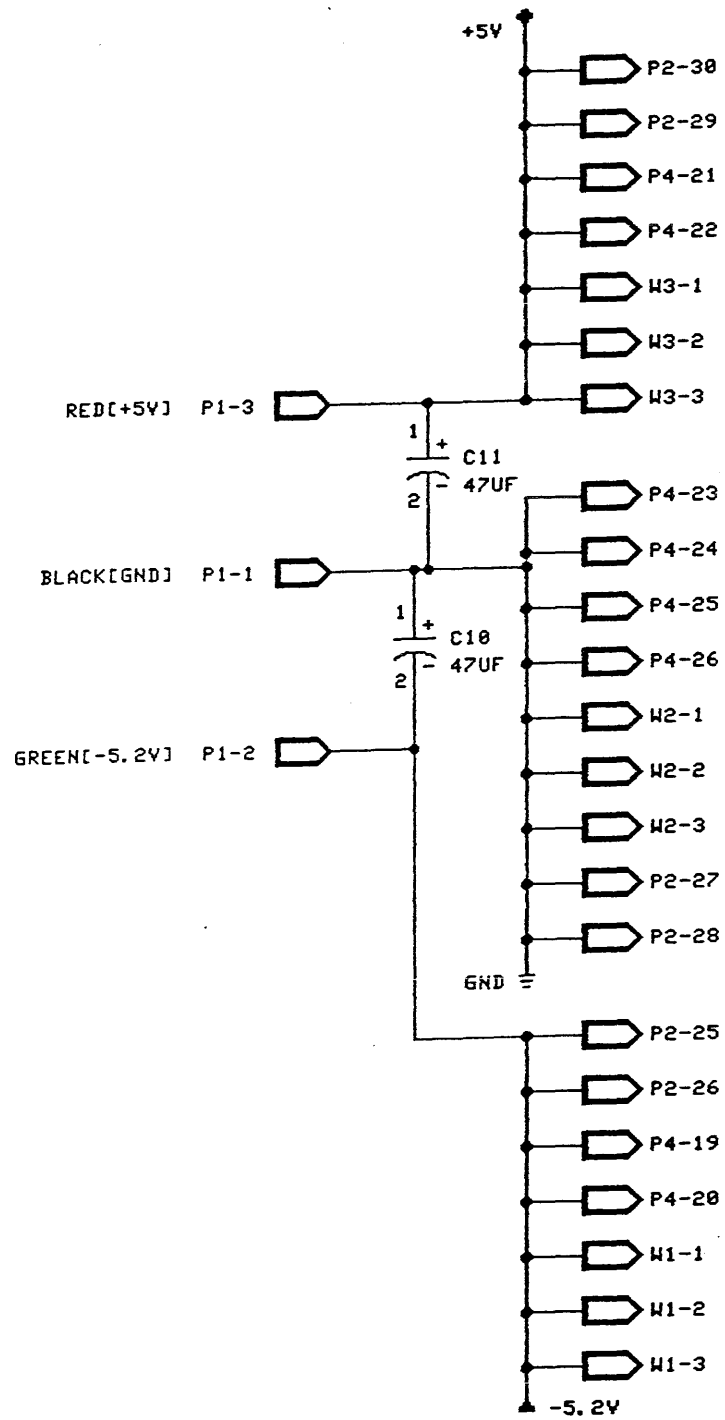 +5V
P2-30
P2-29
P4-21
P4-22
W3-1
W3-2
RED[+5V] P1-3
W3-3
1
+
C11
2
-
47UF
P4-23
P4-24
BLACK[GND] P1-1
P4-25
1
+
C10
2
-
47UF
P4-26
W2-1
GREEN[-5.2V] P1-2
W2-2
W2-3
P2-27
P2-28
GND
P2-25
P2-26
P4-19
P4-20
W1-1
W1-2
W1-3
-5.2V